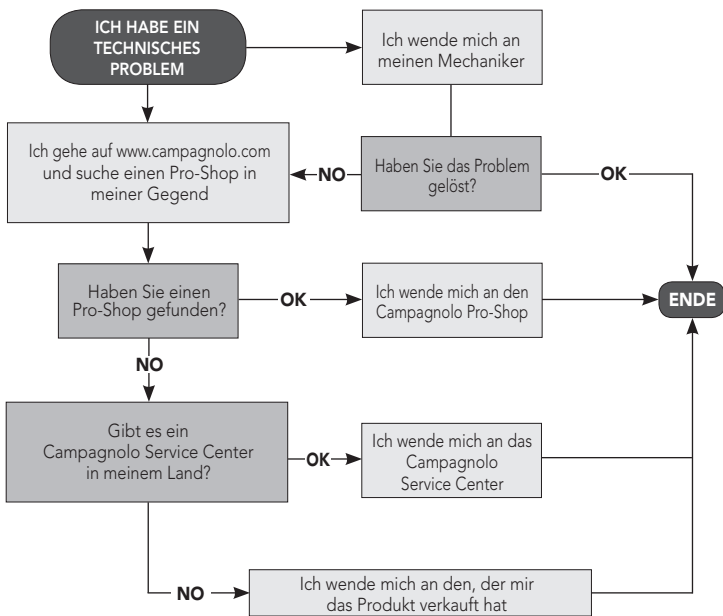 ICH HABE EIN
TECHNISCHES
PROBLEM
Ich wende mich an
meinen Mechaniker
Ich gehe auf www.campagnolo.com
und suche einen Pro-Shop in
meiner Gegend
NO
Haben Sie das Problem
gelöst?
OK
Haben Sie einen
Pro-Shop gefunden?
OK
Ich wende mich an den
Campagnolo Pro-Shop
ENDE
NO
Gibt es ein
Campagnolo Service Center
in meinem Land?
OK
Ich wende mich an das
Campagnolo
Service Center
NO
Ich wende mich an den, der mir
das Produkt verkauft hat